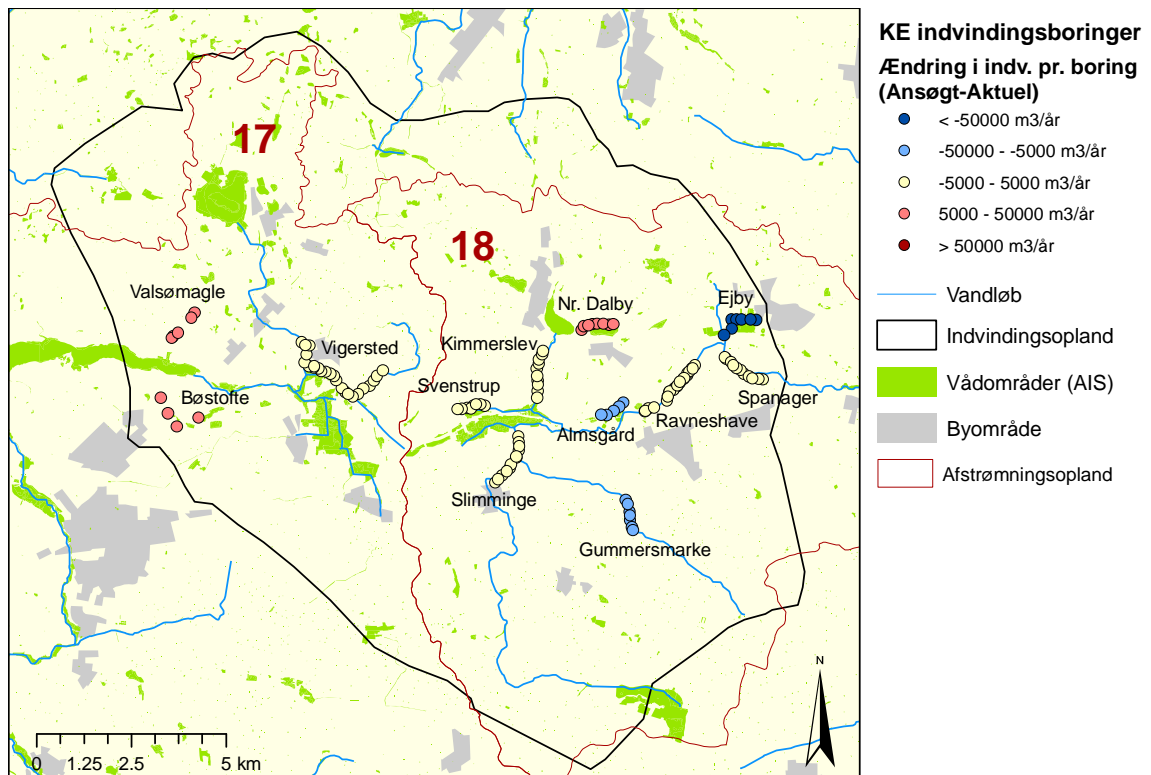 17
18
Valsømagle
Nr. Dalby
Ejby
Vigersted
Kimmerslev
Svenstrup
Bøstofte
Spanager
Ravneshave
Almsgård
Slimminge
Gummersmarke
N
0 1.25 2.5 5 km
KE indvindingsboringer
Ændring i indv. pr. boring
(Ansøgt-Aktuel)
< -50000 m3/år
-50000 - -5000 m3/år
-5000 - 5000 m3/år
5000 - 50000 m3/år
> 50000 m3/år
Vandløb
Indvindingsopland
Vådområder (AIS)
Byområde
Afstrømningsopland